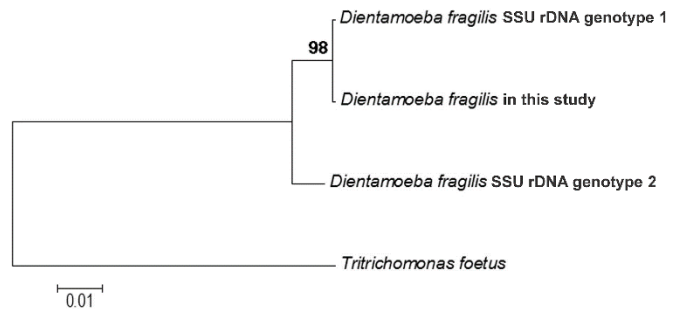 Dientamoeba fragilis SSU rDNA genotype 1
98
Dientamoeba fragilis in this study
Dientamoeba fragilis SSU rDNA genotype 2
Tritrichomonas foetus
0.01